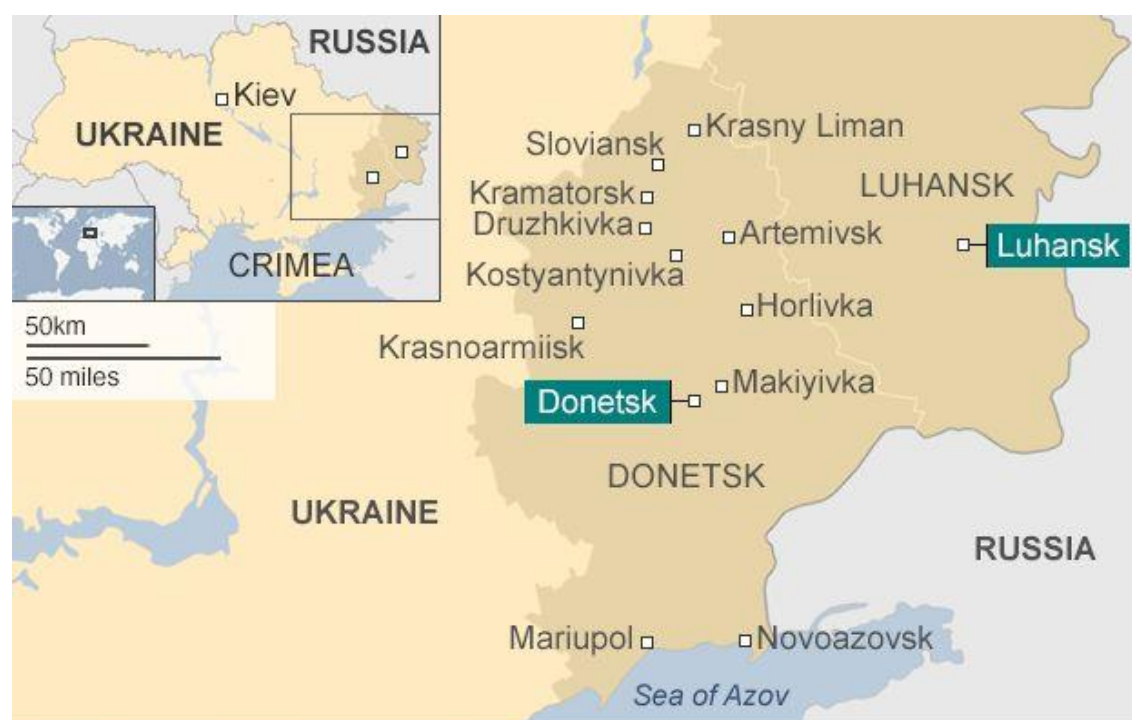 RUSSIA
Kiev
UKRAINE
CRIMEA
50km
50 miles
Krasny Liman
Sloviansk
LUHANSK
Kramatorsk
Druzhkivka
Artemivsk
Luhansk
Kostyantynivka
Horlivka
Krasnoarmiisk
Makiyivka
Donetsk
DONETSK
UKRAINE
RUSSIA
Mariupol
Novoazovsk
Sea of Azov